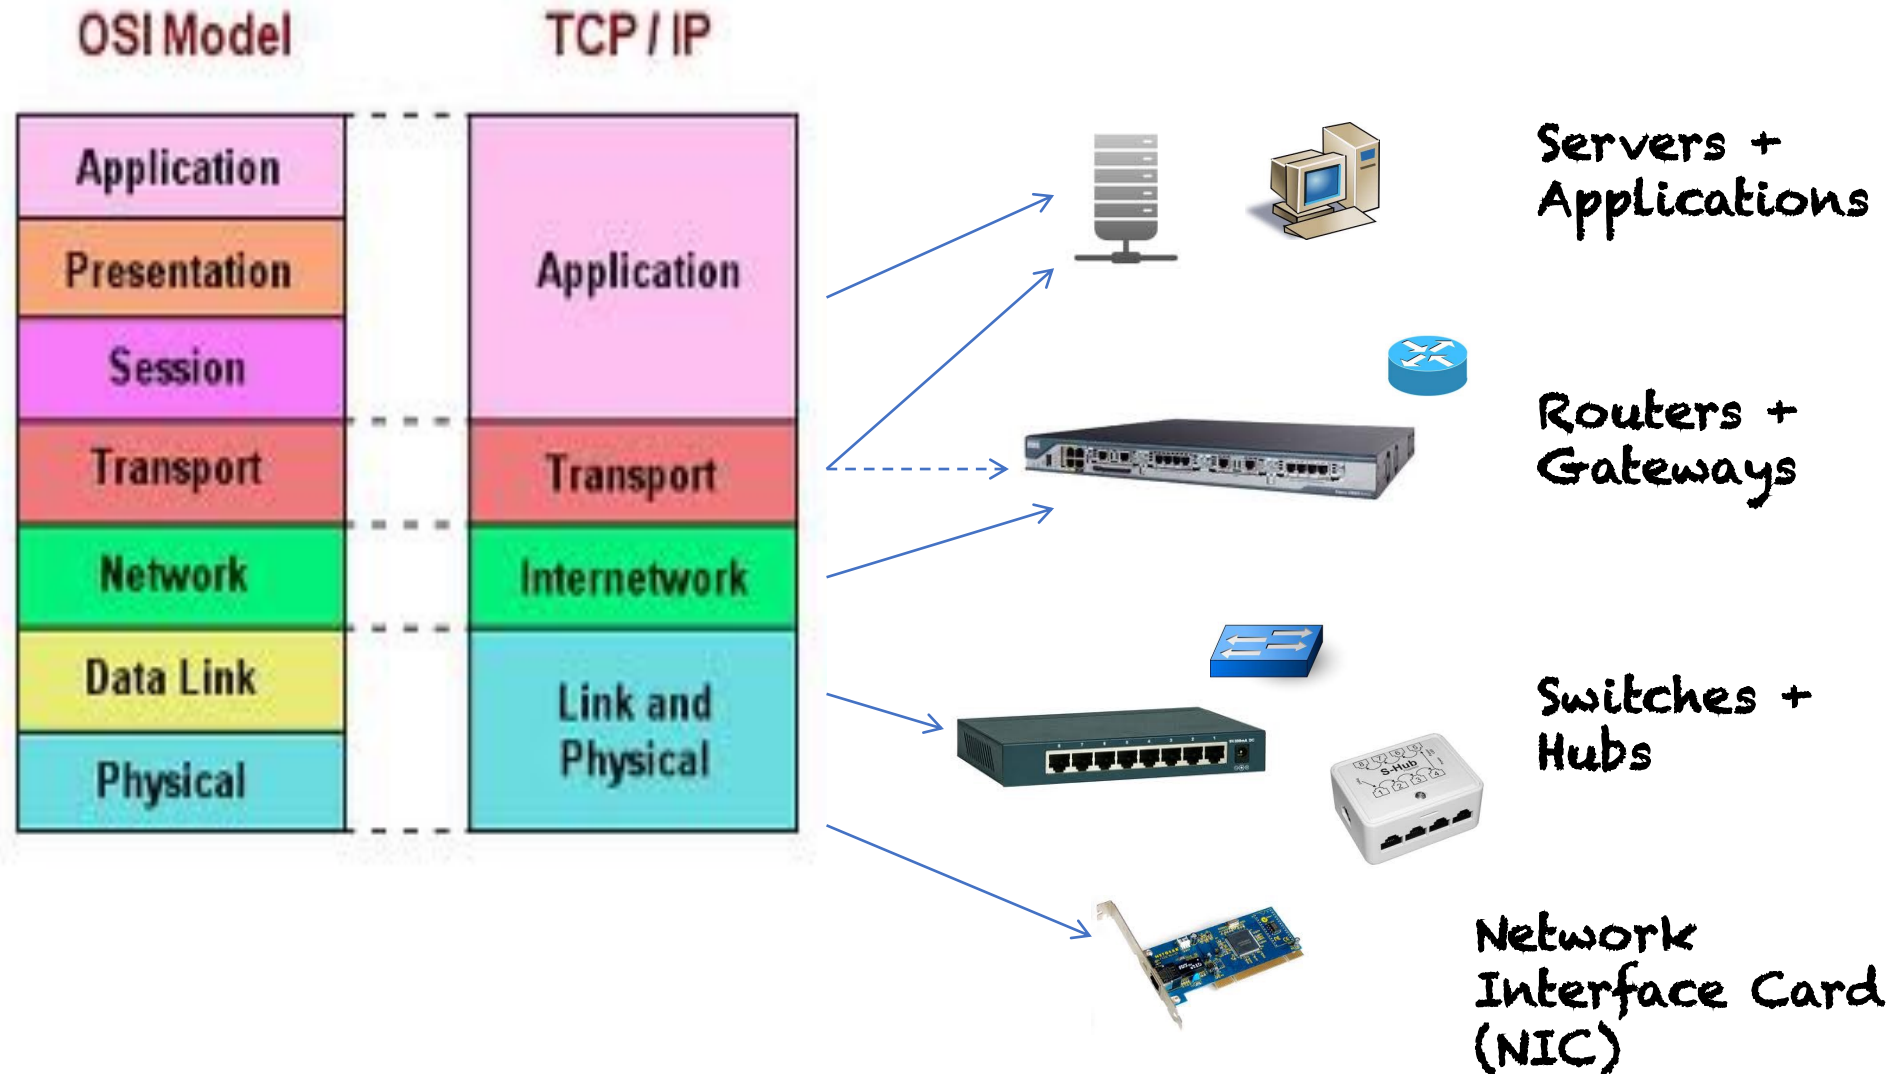 OSI Model
TCP / IP
Application
Presentation
Session
Transport
Network
Data Link
Physical
Application
Transport
Internetwork
Link and
Physical
Servers +
Applications
Routers +
Gateways
Switches +
Hubs
S-Hub
Network
Interface Card
(NIC)